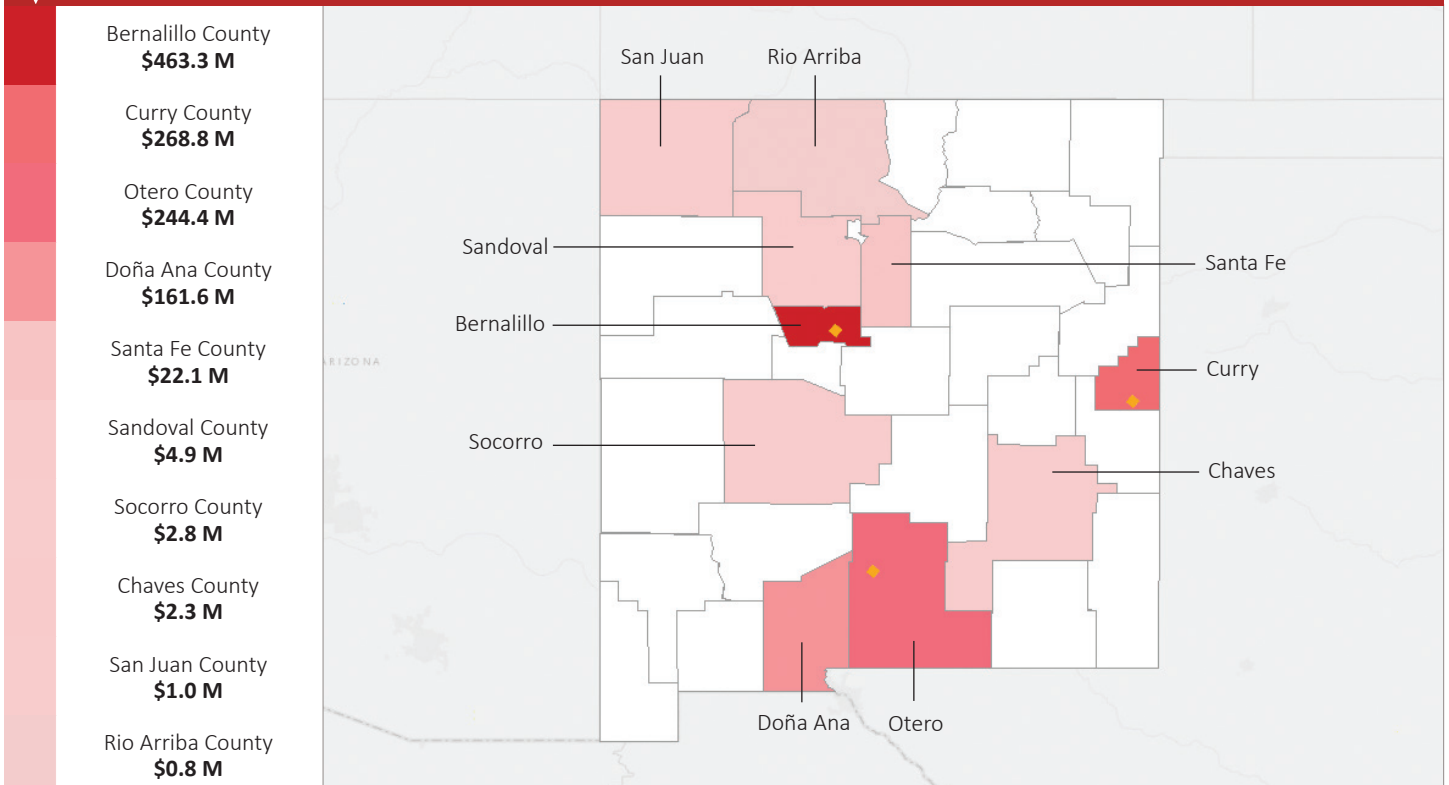 Bernalillo County
$463.3 M
Curry County
$268.8 M
Otero County
$244.4 M
Doña Ana County
$161.6 M
Santa Fe County
$22.1 M
Sandoval County
$4.9 M
Socorro County
$2.8 M
Chaves County
$2.3 M
San Juan County
$1.0 M
Rio Arriba County
$0.8 M
San Juan
Rio Arriba
Sandoval
Santa Fe
Bernalillo
ARIZONA
Curry
Socorro
Chaves
Doña Ana
Otero